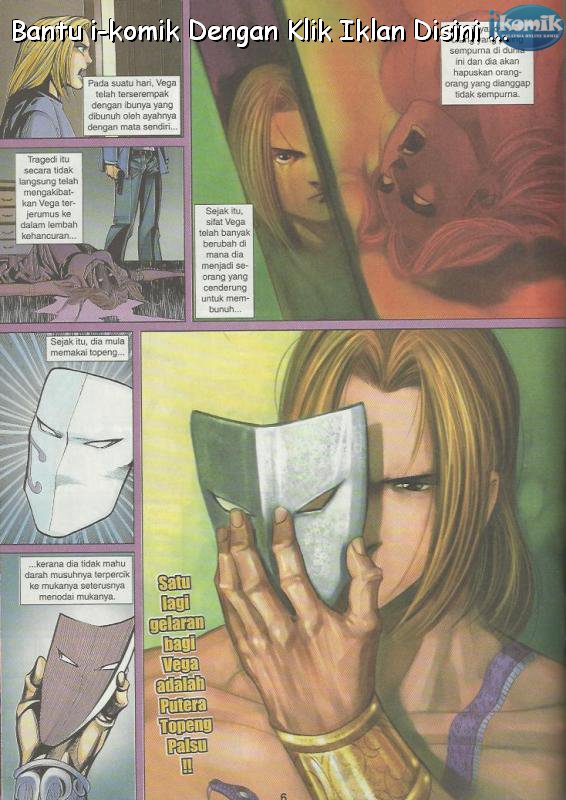 Bantu i-komik Dengan Klik Iklan Disini
ikomik
Pada suatu hari, Vega
telah terserempak
dengan ibunya yang
dibunuh oleh ayahnya
dengan mata sendiri...
sempurna di dunia
ini dan dia akan
hapuskan orang-
orang yang dianggap
tidak sempurna.
Tragedi itu
secara tidak
langsung telah
mengakibat-
kan Vega ter-
jerumus ke
dalam lembah
kehancuran...
Sejak itu,
sifat Vega
telah banyak
berubah di
mana dia
menjadi se-
orang yang
cenderung
untuk mem-
bunuh...
Sejak itu, dia mula
memakai topeng...
...kerana dia tidak mahu
darah musuhnya terpercik
ke mukanya seterusnya
menodai mukanya.
Satu
lagi
gelaran
bagi
Vega
adalah
Putera
Topeng
Palsu
!!
6